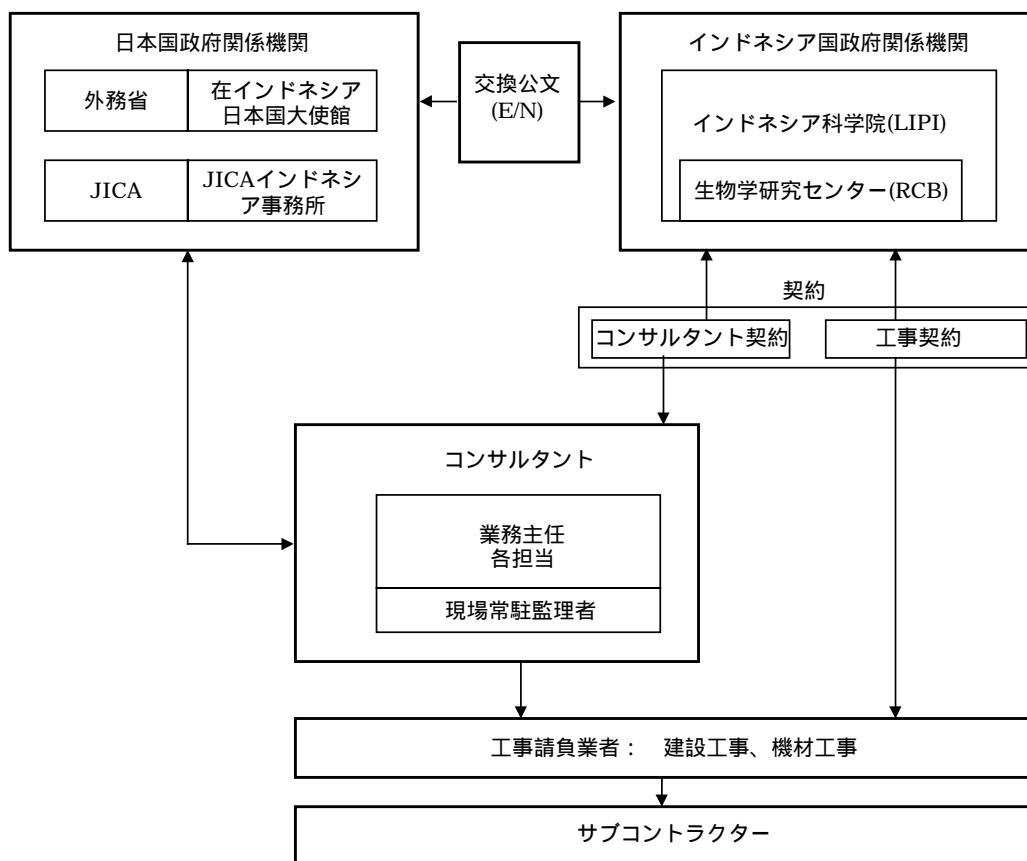 日本国政府関係機関
外務省
在インドネシア
日本国大使館
JICA
JICAインドネシ
ア事務所
交換公文
(E/N)
インドネシア国政府関係機関
インドネシア科学院(LIPI)
生物学研究センター(RCB)
契約
コンサルタント契約
工事契約
コンサルタント
業務主任
各担当
現場常駐監理者
工事請負業者： 建設工事、機材工事
サブコントラクター